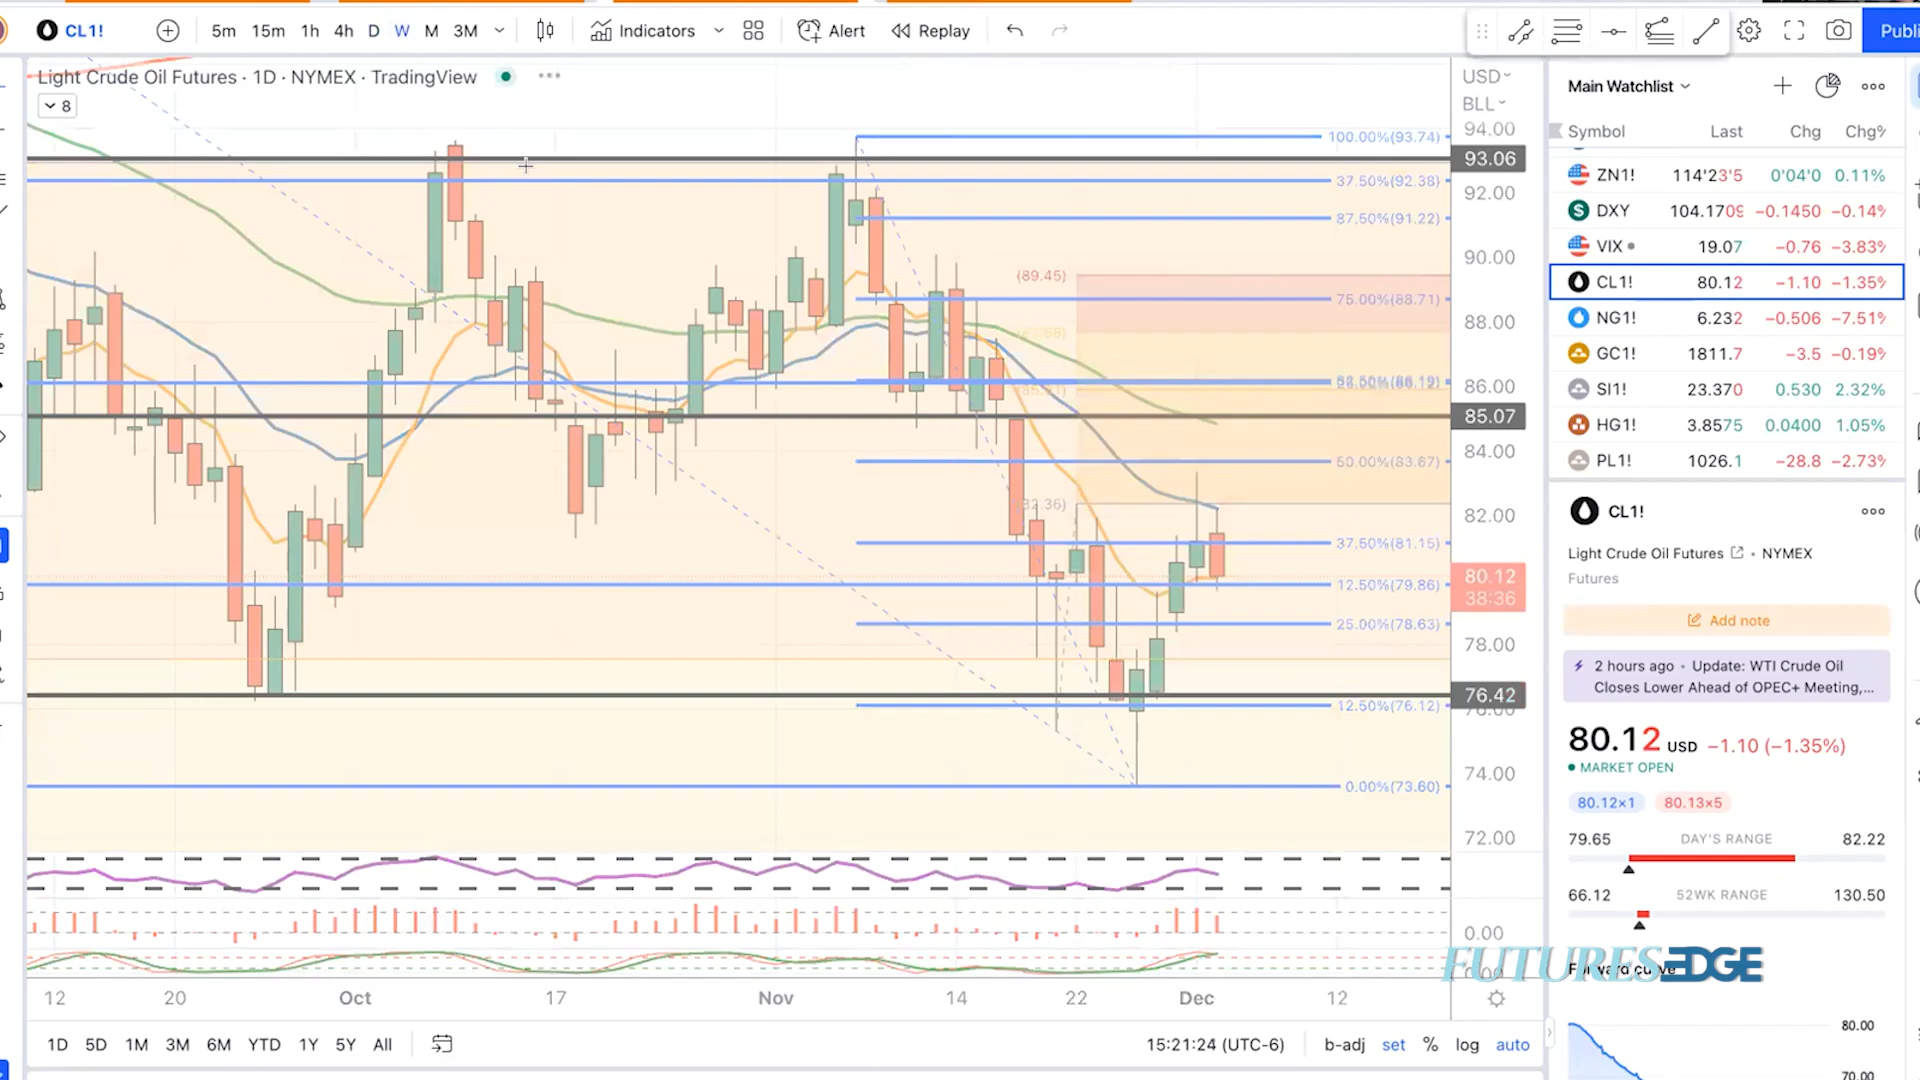 CL1!
5m 15m 1h 4h D W M 3M
Indicators
Alert
Replay
Publi
Light Crude Oil Futures · 1D · NYMEX · TradingView
8
USD
BLL
94.00
93.06
92.00
90.00
88.00
86.00
85.07
84.00
82.00
80.12
38:36
78.00
76.42
76.00
74.00
72.00
0.00
100.00%(93.74)
37.50%(92.38)
87.50%(91.22)
(89.45)
75.00%(88.71)
50.00%(83.67)
37.50%(81.15)
12.50%(79.86)
25.00%(78.63)
12.50%(76.12)
0.00%(73.60)
12 20 Oct 17 Nov 14 22 Dec 12
1D 5D 1M 3M 6M YTD 1Y 5Y All
15:21:24 (UTC-6)
b-adj set % log auto
Main Watchlist
Symbol Last Chg Chg%
ZN1! 114'23'5 0'04'0 0.11%
DXY 104.1709 −0.1450 −0.14%
VIX 19.07 −0.76 −3.83%
CL1! 80.12 −1.10 −1.35%
NG1! 6.232 −0.506 −7.51%
GC1! 1811.7 −3.5 −0.19%
SI1! 23.370 0.530 2.32%
HG1! 3.8575 0.0400 1.05%
PL1! 1026.1 −28.8 −2.73%
CL1!
Light Crude Oil Futures • NYMEX
Futures
Add note
2 hours ago • Update: WTI Crude Oil
Closes Lower Ahead of OPEC+ Meeting,...
80.12 USD −1.10 (−1.35%)
MARKET OPEN
80.12×1 80.13×5
79.65 DAY'S RANGE 82.22
66.12 52WK RANGE 130.50
Forward curve
FUTURES EDGE
80.00
70.00